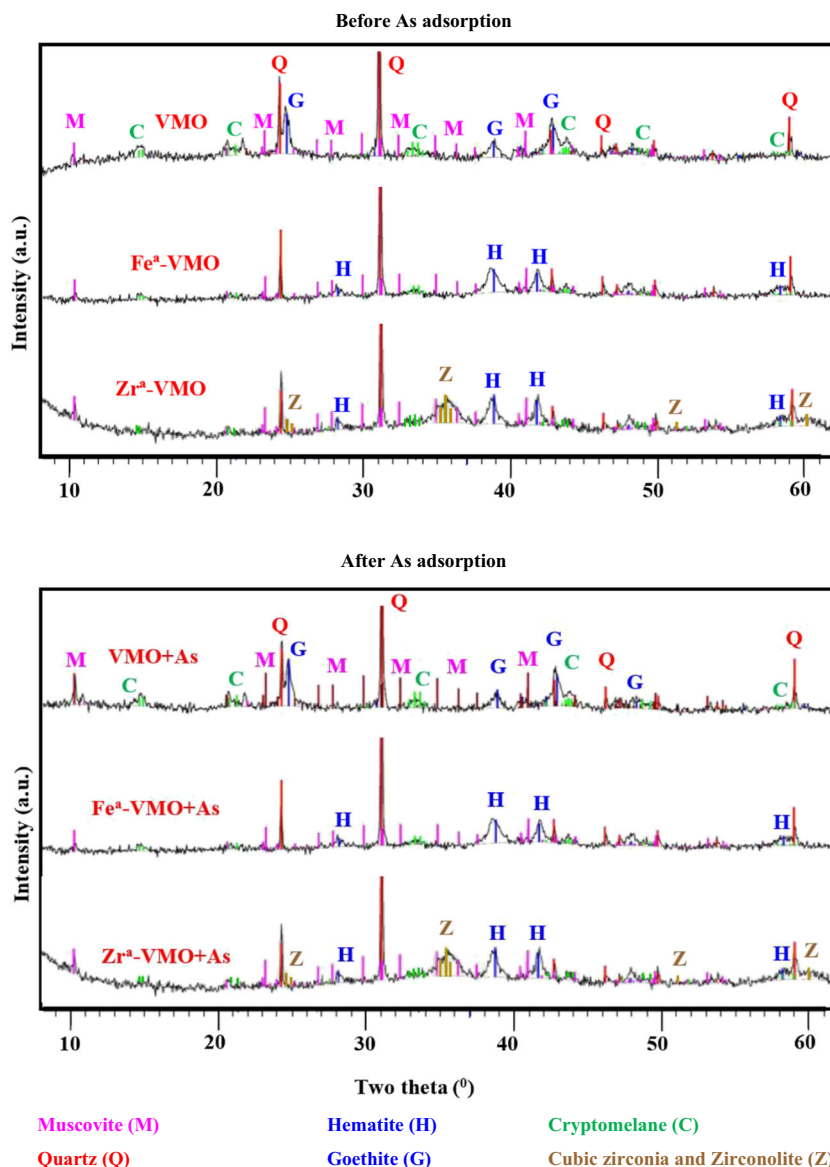 Before As adsorption
Q Q
G G Q
M C VMO C M M M C M G M C Q C C
Feᵃ-VMO H H H H
Zrᵃ-VMO Z H Z H H Z H Z
Intensity (a.u.)
10 20 30 40 50 60
After As adsorption
Q
VMO+As Q G G Q
M C C M M M C M G M C Q G C
Feᵃ-VMO+As H H H H
Zrᵃ-VMO+As Z H Z H H Z H Z
Intensity (a.u.)
10 20 30 40 50 60
Two theta (⁰)
Muscovite (M) Hematite (H) Cryptomelane (C)
Quartz (Q) Goethite (G) Cubic zirconia and Zirconolite (Z)